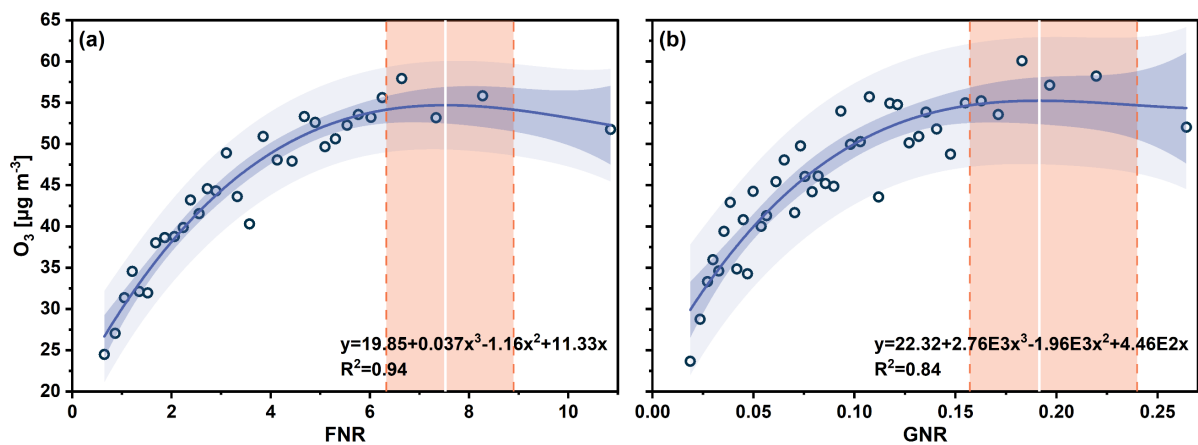 (a)
65
60
55
50
45
40
35
30
25
20
O3 [µg m-3]
y=19.85+0.037x³-1.16x²+11.33x
R²=0.94
0 2 4 6 8 10
FNR
(b)
y=22.32+2.76E3x³-1.96E3x²+4.46E2x
R²=0.84
0.00 0.05 0.10 0.15 0.20 0.25
GNR